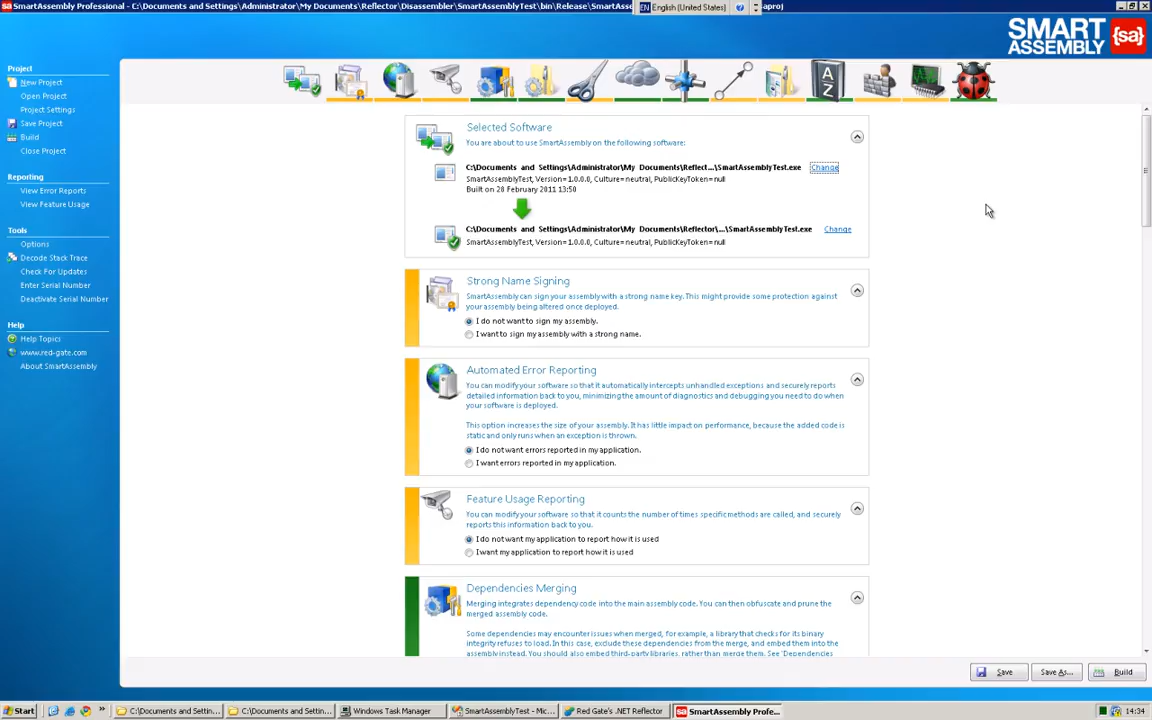 SmartAssembly Professional - C:\Documents and Settings\Administrator\My Documents\Reflector\Disassembler\SmartAssemblyTest\bin\Release\SmartAsse
EN English (United States)
aproj
SMART
ASSEMBLY {sa}
Project
New Project
Open Project
Project Settings
Save Project
Build
Close Project
Reporting
View Error Reports
View Feature Usage
Tools
Options
Decode Stack Trace
Check For Updates
Enter Serial Number
Deactivate Serial Number
Help
Help Topics
www.red-gate.com
About SmartAssembly
A
Z
Selected Software
You are about to use SmartAssembly on the following software:
C:\Documents and Settings\Administrator\My Documents\Reflect...\SmartAssemblyTest.exe Change
SmartAssemblyTest, Version=1.0.0.0, Culture=neutral, PublicKeyToken=null
Built on 28 February 2011 13:50
C:\Documents and Settings\Administrator\My Documents\Reflector\...\SmartAssemblyTest.exe Change
SmartAssemblyTest, Version=1.0.0.0, Culture=neutral, PublicKeyToken=null
Strong Name Signing
SmartAssembly can sign your assembly with a strong name key. This might provide some protection against
your assembly being altered once deployed.
I do not want to sign my assembly.
I want to sign my assembly with a strong name.
Automated Error Reporting
You can modify your software so that it automatically intercepts unhandled exceptions and securely reports
detailed information back to you, minimizing the amount of diagnostics and debugging you need to do when
your software is deployed.
This option increases the size of your assembly. It has little impact on performance, because the added code is
static and only runs when an exception is thrown.
I do not want errors reported in my application.
I want errors reported in my application.
Feature Usage Reporting
You can modify your software so that it counts the number of times specific methods are called, and securely
reports this information back to you.
I do not want my application to report how it is used
I want my application to report how it is used
Dependencies Merging
Merging integrates dependency code into the main assembly code. You can then obfuscate and prune the
merged assembly code.
Some dependencies may encounter issues when merged, for example, a library that checks for its binary
integrity refuses to load. In this case, exclude these dependencies from the merge, and embed them into the
assembly instead. You should also embed third-party libraries, rather than merge them. See 'Dependencies
Save
Save As...
Build
Start
C:\Documents and Settin...
C:\Documents and Settin...
Windows Task Manager
SmartAssemblyTest - Mic...
Red Gate's .NET Reflector
SmartAssembly Profe...
14:34